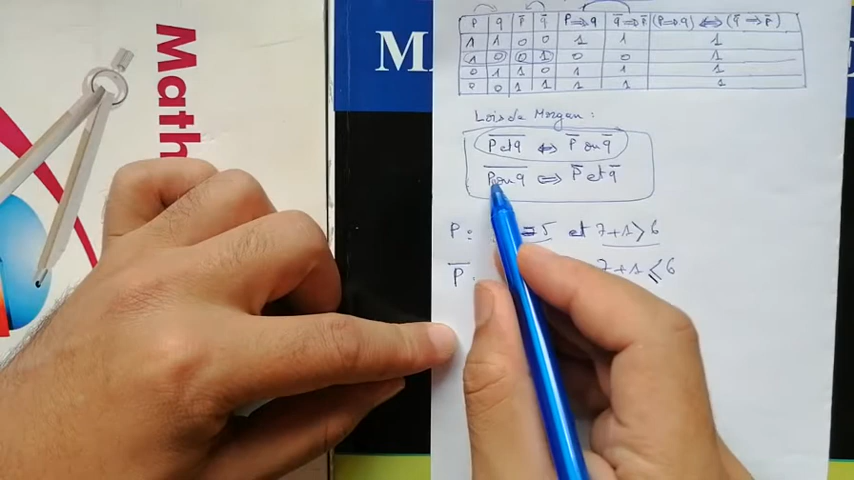 P q P̅ q̅ P⟹q q̅⟹P̅ (P⟹q) ⟺ (q̅⟹P̅)
1 1 0 0 1 1 1
1 0 0 1 0 0 1
0 1 1 0 1 1 1
0 0 1 1 1 1 1
Lois de Morgan :
P̅ ̅e̅t̅ ̅q̅ ⟺ P̅ ou q̅
P̅ ̅o̅u̅ ̅q̅ ⟺ P̅ et q̅
P : = 5 et 7+1 > 6
P̅ : 7+1 ⩽ 6
Math
MA